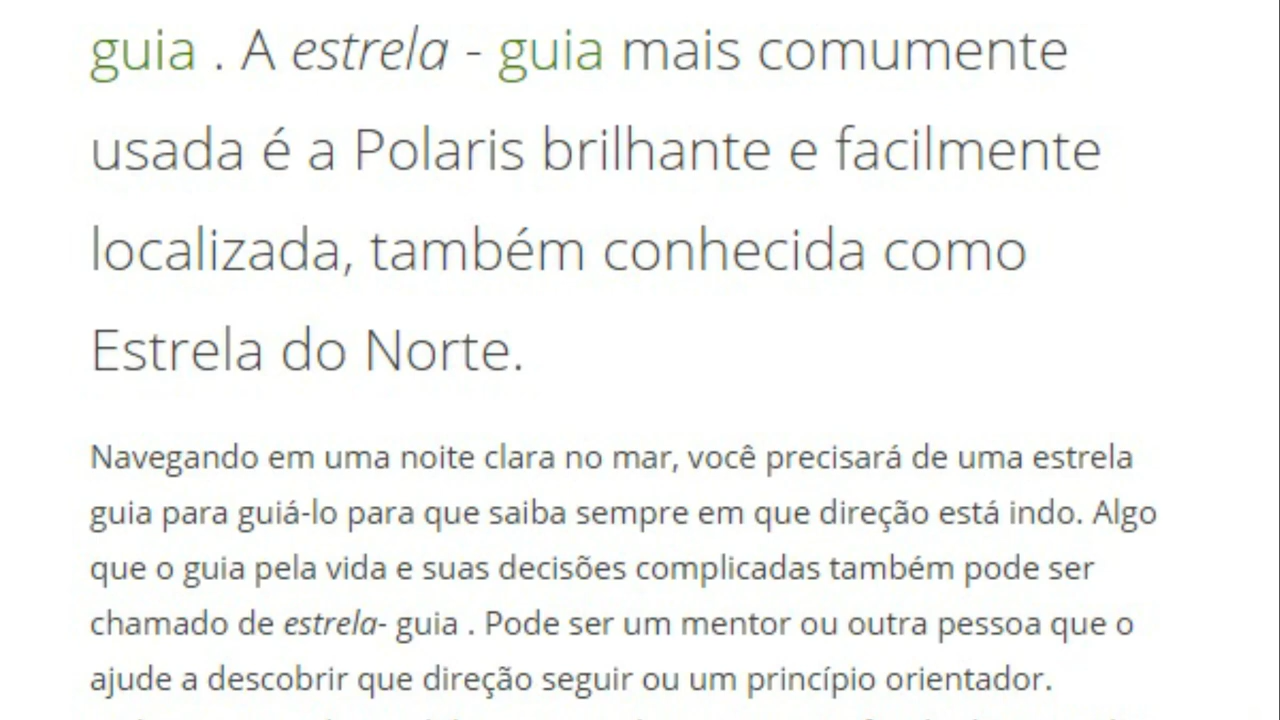 guia . A estrela - guia mais comumente
usada é a Polaris brilhante e facilmente
localizada, também conhecida como
Estrela do Norte.
Navegando em uma noite clara no mar, você precisará de uma estrela
guia para guiá-lo para que saiba sempre em que direção está indo. Algo
que o guia pela vida e suas decisões complicadas também pode ser
chamado de estrela- guia . Pode ser um mentor ou outra pessoa que o
ajude a descobrir que direção seguir ou um princípio orientador.